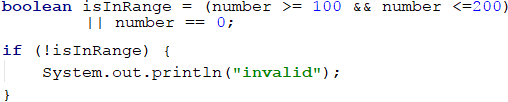 boolean isInRange = (number >= 100 && number <=200)
        || number == 0;
if (!isInRange) {
    System.out.println("invalid");
}